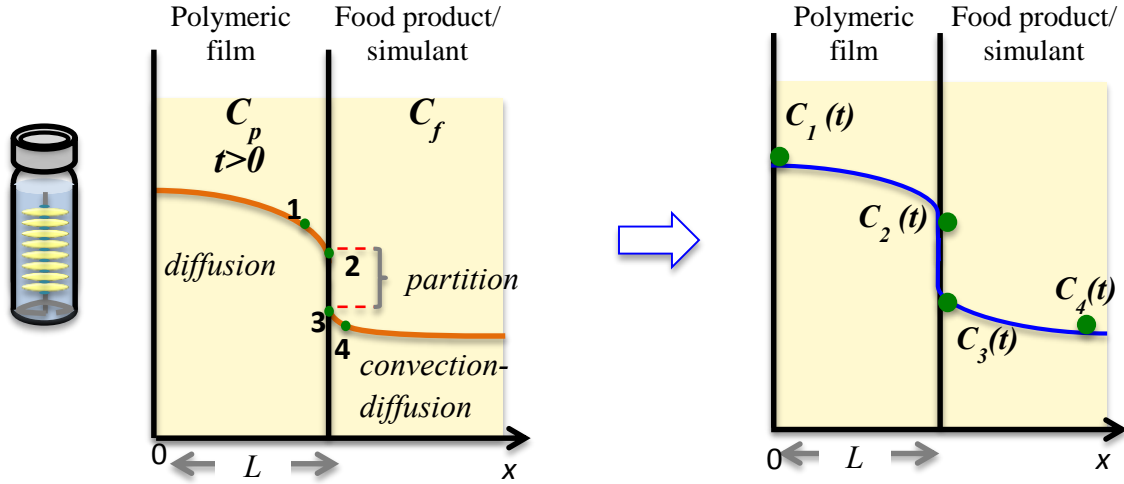 Polymeric
film
Food product/
simulant
C_p
t>0
C_f
1
2
3
4
diffusion
partition
convection-
diffusion
0
L
x
Polymeric
film
Food product/
simulant
C_1 (t)
C_2 (t)
C_3(t)
C_4(t)
0
L
x